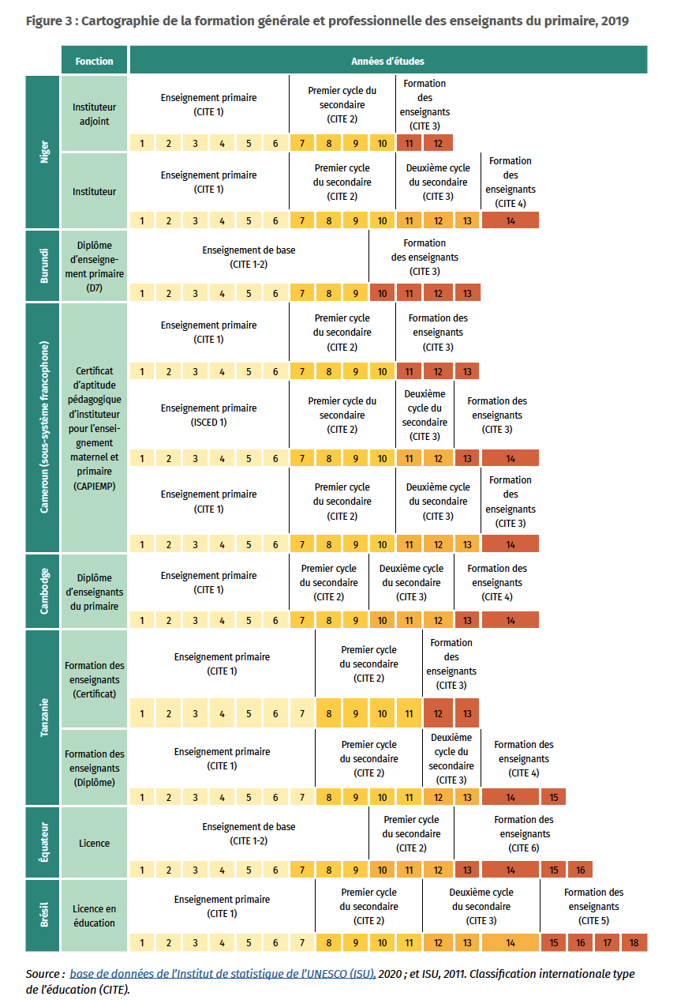 Figure 3 : Cartographie de la formation générale et professionnelle des enseignants du primaire, 2019
Fonction
Années d'études
Niger
Instituteur
adjoint
Enseignement primaire
(CITE 1)
Premier cycle du
secondaire
(CITE 2)
Formation
des
enseignants
(CITE 3)
1 2 3 4 5 6 7 8 9 10 11 12
Instituteur
Enseignement primaire
(CITE 1)
Premier cycle
du secondaire
(CITE 2)
Deuxième cycle
du secondaire
(CITE 3)
Formation
des
enseignants
(CITE 4)
1 2 3 4 5 6 7 8 9 10 11 12 13 14
Burundi
Diplôme
d'enseigne-
ment primaire
(D7)
Enseignement de base
(CITE 1-2)
Formation
des enseignants
(CITE 3)
1 2 3 4 5 6 7 8 9 10 11 12 13
Cameroun (sous-système francophone)
Certificat
d'aptitude
pédagogique
d'instituteur
pour l'ensei-
gnement
maternel et
primaire
(CAPIEMP)
Enseignement primaire
(CITE 1)
Premier cycle
du secondaire
(CITE 2)
Formation des
enseignants
(CITE 3)
1 2 3 4 5 6 7 8 9 10 11 12 13
Enseignement primaire
(ISCED 1)
Premier cycle du
secondaire
(CITE 2)
Deuxième
cycle du
secondaire
(CITE 3)
Formation des
enseignants
(CITE 3)
1 2 3 4 5 6 7 8 9 10 11 12 13 14
Enseignement primaire
(CITE 1)
Premier cycle
du secondaire
(CITE 2)
Deuxième cycle
du secondaire
(CITE 3)
Formation
des
enseignants
(CITE 3)
1 2 3 4 5 6 7 8 9 10 11 12 13 14
Cambodge
Diplôme
d'enseignants
du primaire
Enseignement primaire
(CITE 1)
Premier cycle
du secondaire
(CITE 2)
Deuxième cycle
du secondaire
(CITE 3)
Formation des
enseignants
(CITE 4)
1 2 3 4 5 6 7 8 9 10 11 12 13 14
Tanzanie
Formation des
enseignants
(Certificat)
Enseignement primaire
(CITE 1)
Premier cycle
du secondaire
(CITE 2)
Formation
des
enseignants
(CITE 3)
1 2 3 4 5 6 7 8 9 10 11 12 13
Formation des
enseignants
(Diplôme)
Enseignement primaire
(CITE 1)
Premier cycle
du secondaire
(CITE 2)
Deuxième
cycle du
secondaire
(CITE 3)
Formation des
enseignants
(CITE 4)
1 2 3 4 5 6 7 8 9 10 11 12 13 14 15
Équateur
Licence
Enseignement de base
(CITE 1-2)
Premier cycle
du secondaire
(CITE 2)
Formation des
enseignants
(CITE 6)
1 2 3 4 5 6 7 8 9 10 11 12 13 14 15 16
Brésil
Licence en
éducation
Enseignement primaire
(CITE 1)
Premier cycle
du secondaire
(CITE 2)
Deuxième cycle
du secondaire
(CITE 3)
Formation des
enseignants
(CITE 5)
1 2 3 4 5 6 7 8 9 10 11 12 13 14 15 16 17 18
Source : base de données de l'Institut de statistique de l'UNESCO (ISU), 2020 ; et ISU, 2011. Classification internationale type
de l'éducation (CITE).